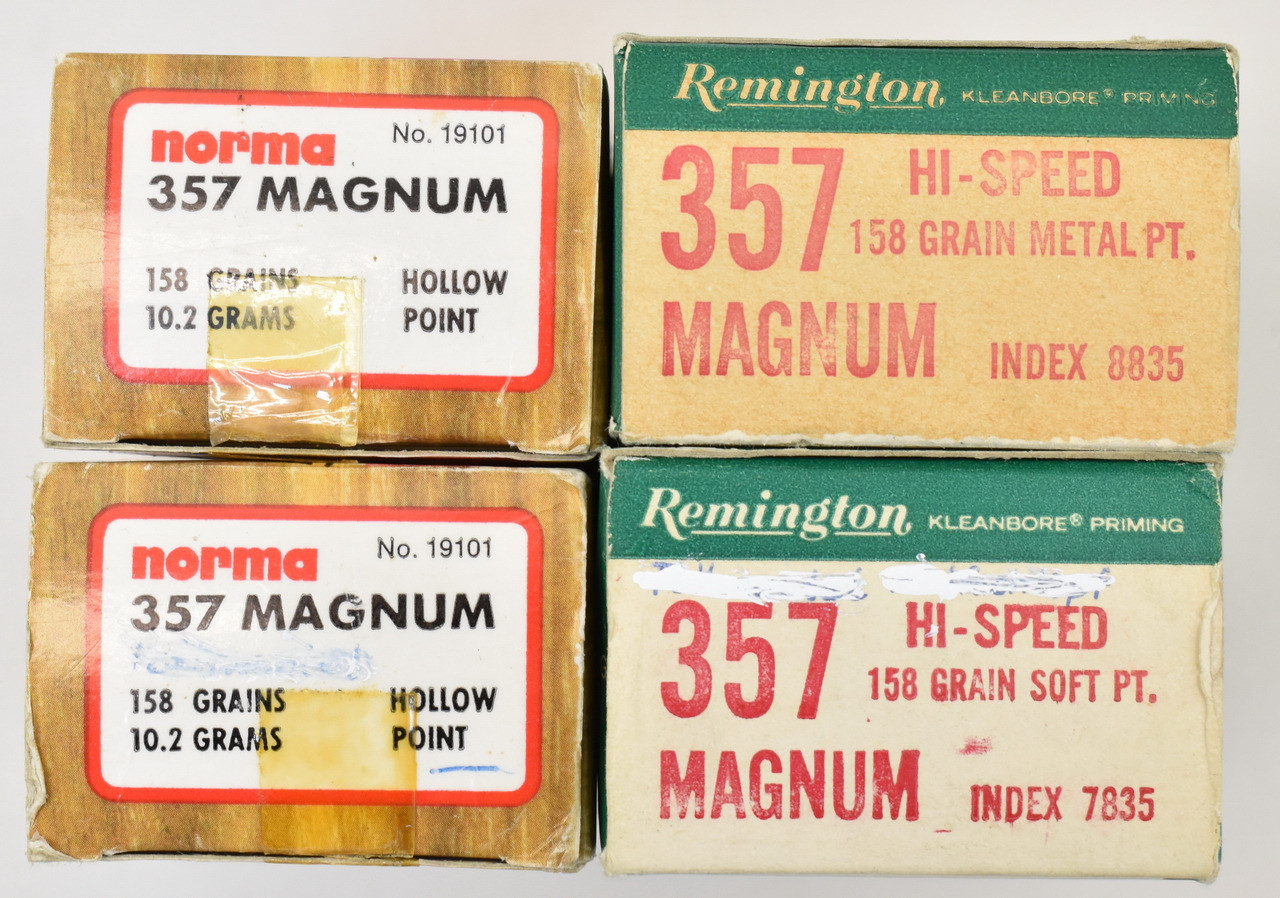 norma No. 19101
357 MAGNUM
158 GRAINS HOLLOW
10.2 GRAMS POINT
Remington KLEANBORE® PRIMING
357 HI-SPEED
158 GRAIN METAL PT.
MAGNUM INDEX 8835
norma No. 19101
357 MAGNUM
158 GRAINS HOLLOW
10.2 GRAMS POINT
Remington KLEANBORE® PRIMING
357 HI-SPEED
158 GRAIN SOFT PT.
MAGNUM INDEX 7835